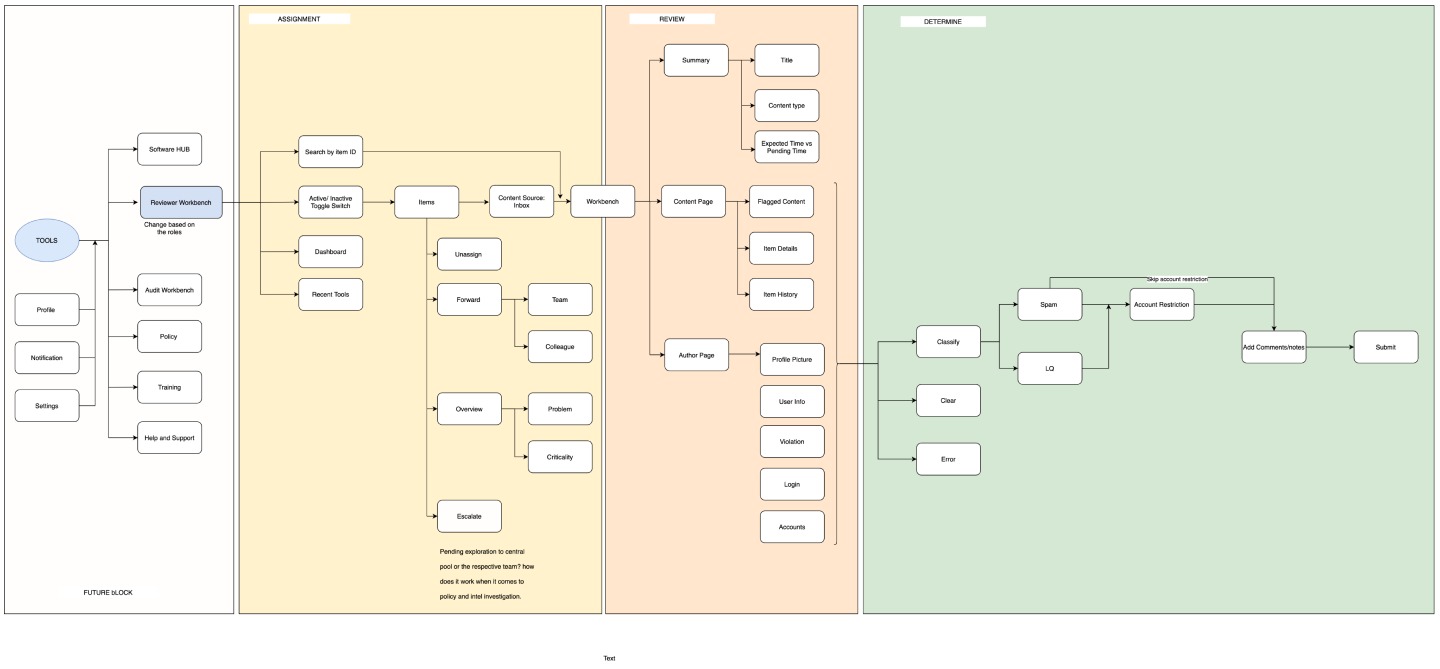 ASSIGNMENT
REVIEW
DETERMINE
Software HUB
Reviewer Workbench
Change based on
the roles
TOOLS
Audit Workbench
Profile
Policy
Notification
Training
Settings
Help and Support
FUTURE bLOCK
Search by item ID
Active/ Inactive
Toggle Switch
Items
Content Source:
Inbox
Workbench
Dashboard
Unassign
Recent Tools
Forward
Team
Colleague
Overview
Problem
Criticality
Escalate
Pending exploration to central
pool or the respective team? how
does it work when it comes to
policy and intel investigation.
Summary
Title
Content type
Expected Time vs
Pending Time
Content Page
Flagged Content
Item Details
Item History
Author Page
Profile Picture
User Info
Violation
Login
Accounts
Skip account restriction
Spam
Account Restriction
Classify
LQ
Add Comments/notes
Submit
Clear
Error
Text